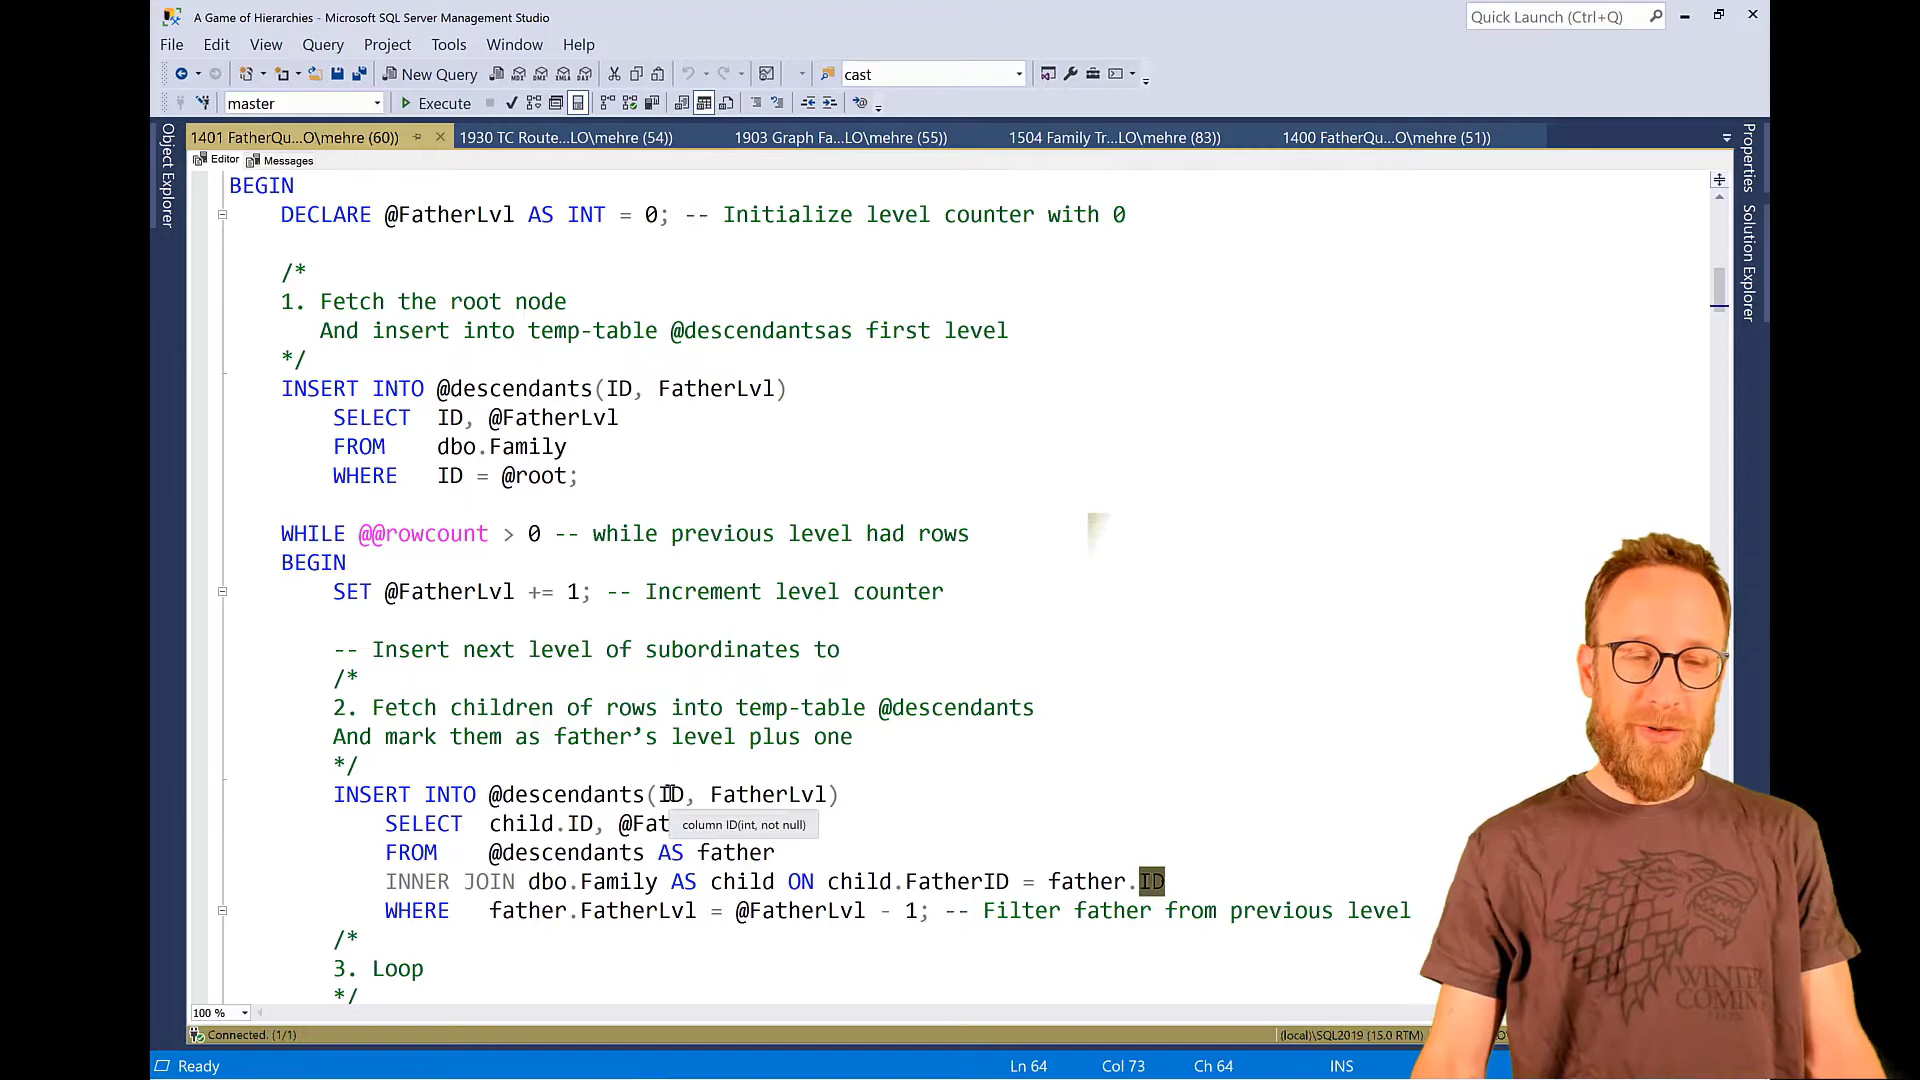 A Game of Hierarchies - Microsoft SQL Server Management Studio
Quick Launch (Ctrl+Q)
File Edit View Query Project Tools Window Help
New Query
cast
master
Execute
1401 FatherQu...O\mehre (60))
1930 TC Route...LO\mehre (54))
1903 Graph Fa...LO\mehre (55))
1504 Family Tr...LO\mehre (83))
1400 FatherQu...O\mehre (51))
Editor Messages
Object Explorer
Properties
Solution Explorer
BEGIN
DECLARE @FatherLvl AS INT = 0; -- Initialize level counter with 0
/*
1. Fetch the root node
And insert into temp-table @descendantsas first level
*/
INSERT INTO @descendants(ID, FatherLvl)
SELECT ID, @FatherLvl
FROM dbo.Family
WHERE ID = @root;
WHILE @@rowcount > 0 -- while previous level had rows
BEGIN
SET @FatherLvl += 1; -- Increment level counter
-- Insert next level of subordinates to
/*
2. Fetch children of rows into temp-table @descendants
And mark them as father’s level plus one
*/
INSERT INTO @descendants(ID, FatherLvl)
SELECT child.ID, @Fat
column ID(int, not null)
FROM @descendants AS father
INNER JOIN dbo.Family AS child ON child.FatherID = father.ID
WHERE father.FatherLvl = @FatherLvl - 1; -- Filter father from previous level
/*
3. Loop
*/
100 %
Connected. (1/1)
(local)\SQL2019 (15.0 RTM)
Ready
Ln 64
Col 73
Ch 64
INS
WINTER
COMIN